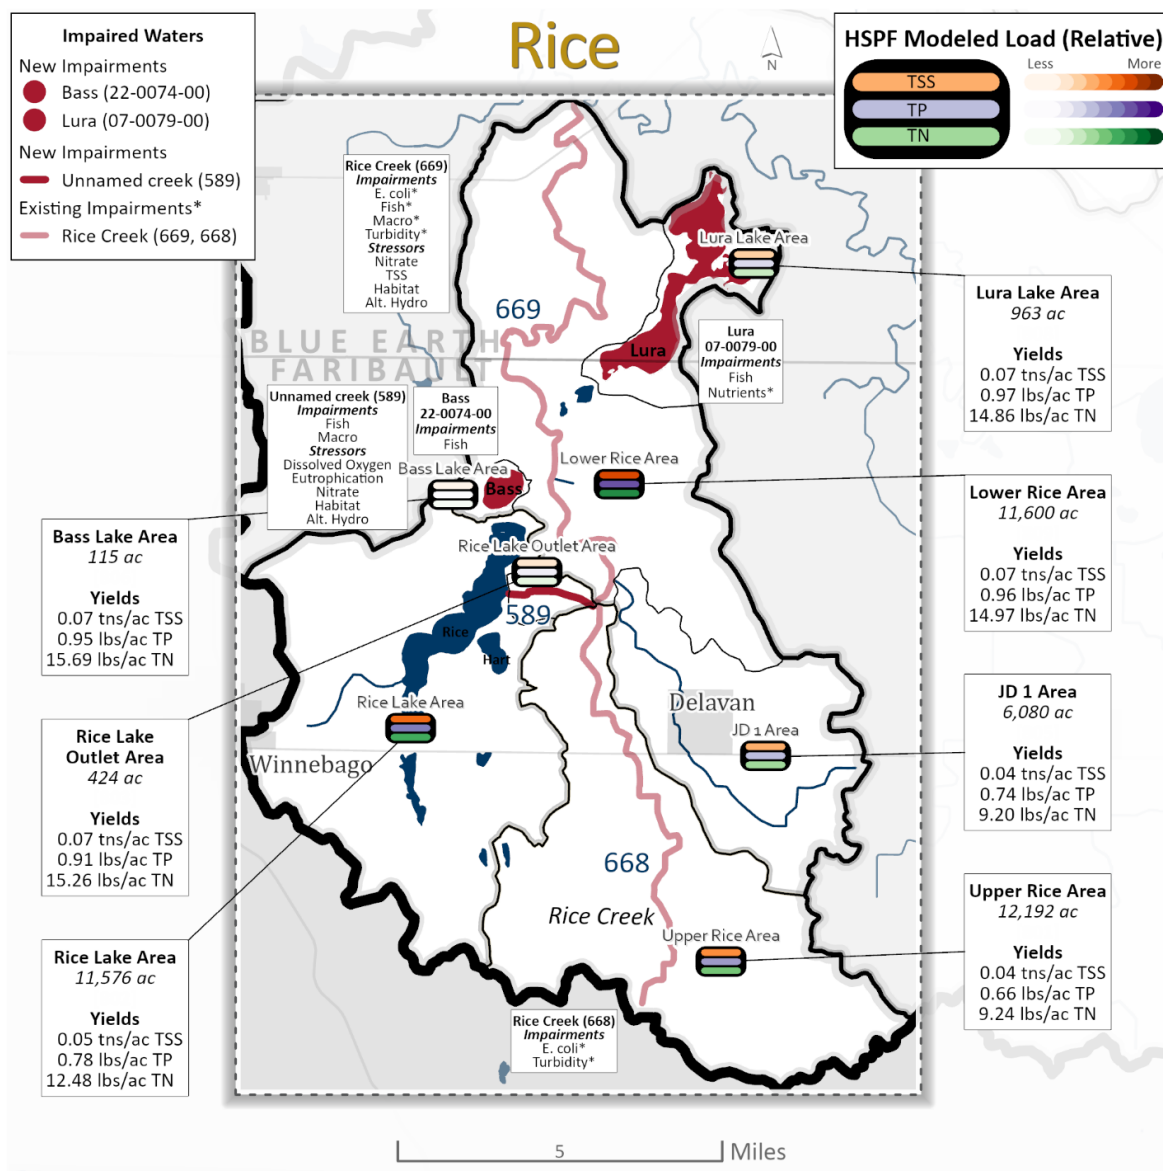 Rice
N
Impaired Waters
New Impairments
Bass (22-0074-00)
Lura (07-0079-00)
New Impairments
Unnamed creek (589)
Existing Impairments*
Rice Creek (669, 668)
HSPF Modeled Load (Relative)
TSS
TP
TN
Less
More
Rice Creek (669)
Impairments
E. coli*
Fish*
Macro*
Turbidity*
Stressors
Nitrate
TSS
Habitat
Alt. Hydro
Lura Lake Area
669
BLUE EARTH
FARIBAULT
Lura
Lura
07-0079-00
Impairments
Fish
Nutrients*
Lura Lake Area
963 ac
Yields
0.07 tns/ac TSS
0.97 lbs/ac TP
14.86 lbs/ac TN
Unnamed creek (589)
Impairments
Fish
Macro
Stressors
Dissolved Oxygen
Eutrophication
Nitrate
Habitat
Alt. Hydro
Bass
22-0074-00
Impairments
Fish
Bass Lake Area
Bass
Lower Rice Area
Lower Rice Area
11,600 ac
Yields
0.07 tns/ac TSS
0.96 lbs/ac TP
14.97 lbs/ac TN
Bass Lake Area
115 ac
Yields
0.07 tns/ac TSS
0.95 lbs/ac TP
15.69 lbs/ac TN
Rice Lake Outlet Area
589
Rice
Hart
Rice Lake Area
Winnebago
Delavan
JD 1 Area
JD 1 Area
6,080 ac
Yields
0.04 tns/ac TSS
0.74 lbs/ac TP
9.20 lbs/ac TN
Rice Lake
Outlet Area
424 ac
Yields
0.07 tns/ac TSS
0.91 lbs/ac TP
15.26 lbs/ac TN
668
Rice Creek
Upper Rice Area
Upper Rice Area
12,192 ac
Yields
0.04 tns/ac TSS
0.66 lbs/ac TP
9.24 lbs/ac TN
Rice Lake Area
11,576 ac
Yields
0.05 tns/ac TSS
0.78 lbs/ac TP
12.48 lbs/ac TN
Rice Creek (668)
Impairments
E. coli*
Turbidity*
5
Miles